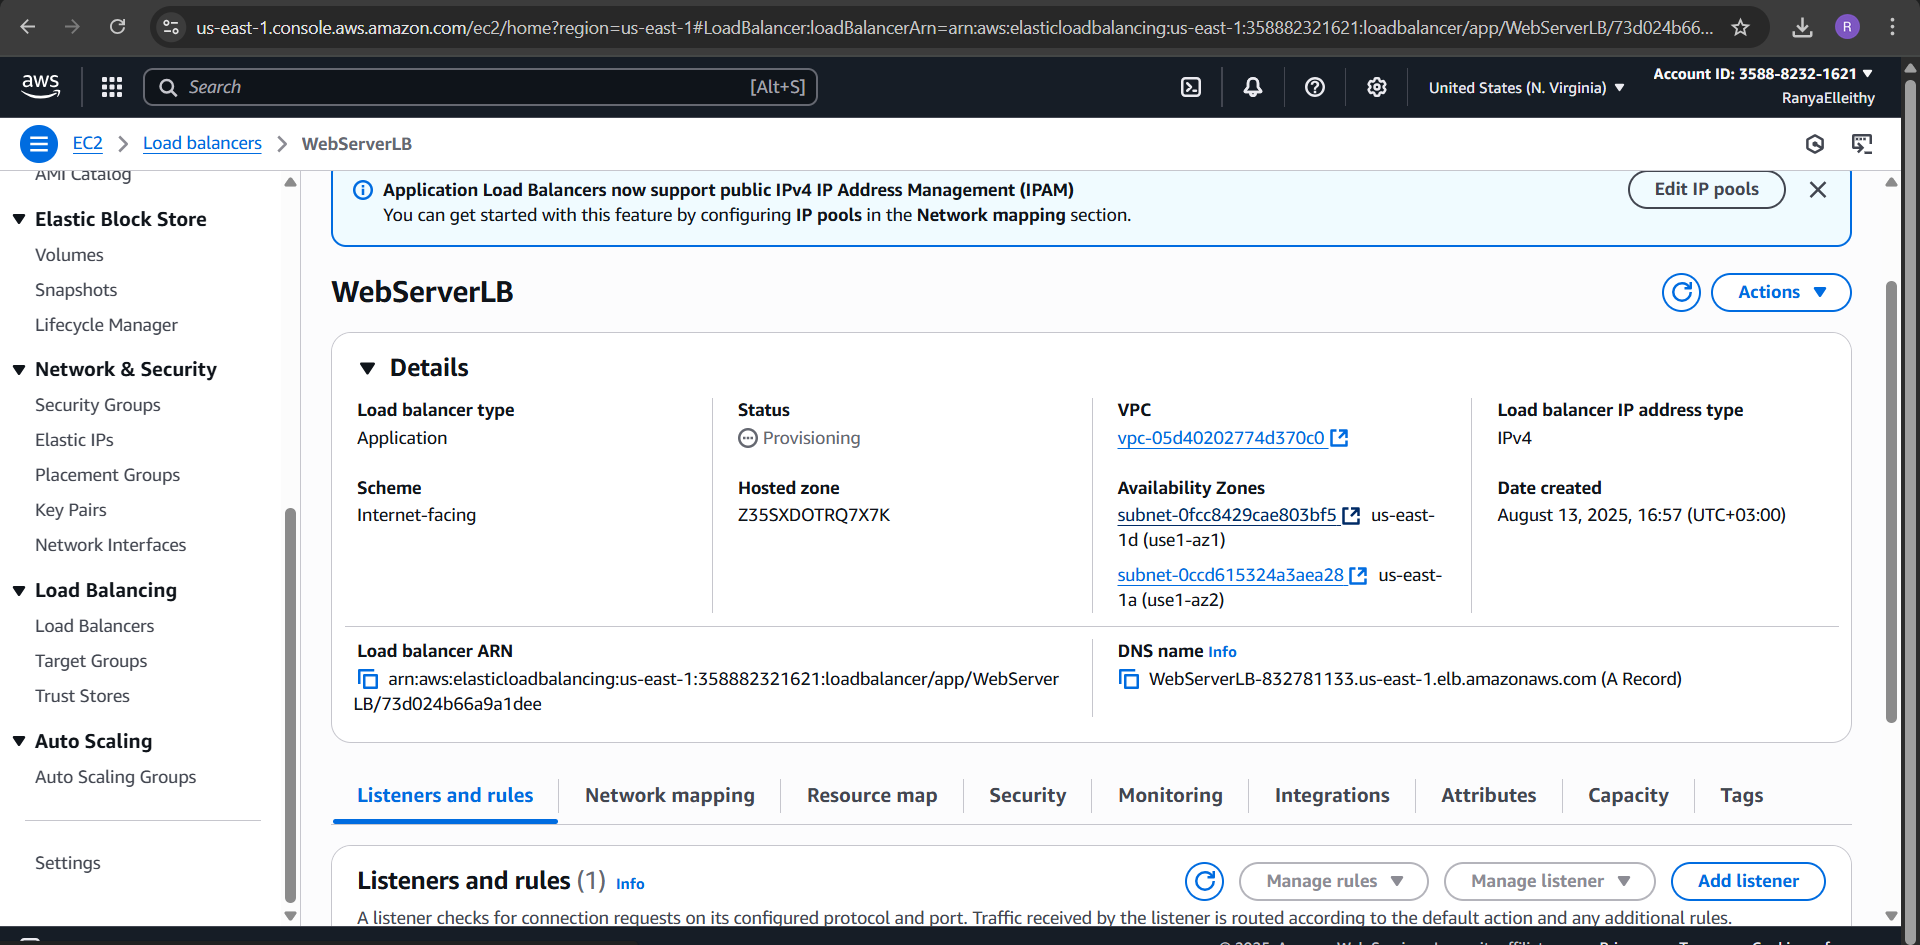 us-east-1.console.aws.amazon.com/ec2/home?region=us-east-1#LoadBalancer:loadBalancerArn=arn:aws:elasticloadbalancing:us-east-1:358882321621:loadbalancer/app/WebServerLB/73d024b66...
R
aws
Search
[Alt+S]
United States (N. Virginia)
Account ID: 3588-8232-1621
RanyaElleithy
EC2
Load balancers
WebServerLB
AMI Catalog
Elastic Block Store
Volumes
Snapshots
Lifecycle Manager
Network & Security
Security Groups
Elastic IPs
Placement Groups
Key Pairs
Network Interfaces
Load Balancing
Load Balancers
Target Groups
Trust Stores
Auto Scaling
Auto Scaling Groups
Settings
Application Load Balancers now support public IPv4 IP Address Management (IPAM)
You can get started with this feature by configuring IP pools in the Network mapping section.
Edit IP pools
WebServerLB
Actions
Details
Load balancer type
Application
Status
Provisioning
VPC
vpc-05d40202774d370c0
Load balancer IP address type
IPv4
Scheme
Internet-facing
Hosted zone
Z35SXDOTRQ7X7K
Availability Zones
subnet-0fcc8429cae803bf5 us-east-
1d (use1-az1)
subnet-0ccd615324a3aea28 us-east-
1a (use1-az2)
Date created
August 13, 2025, 16:57 (UTC+03:00)
Load balancer ARN
arn:aws:elasticloadbalancing:us-east-1:358882321621:loadbalancer/app/WebServer
LB/73d024b66a9a1dee
DNS name Info
WebServerLB-832781133.us-east-1.elb.amazonaws.com (A Record)
Listeners and rules
Network mapping
Resource map
Security
Monitoring
Integrations
Attributes
Capacity
Tags
Listeners and rules (1) Info
Manage rules
Manage listener
Add listener
A listener checks for connection requests on its configured protocol and port. Traffic received by the listener is routed according to the default action and any additional rules.